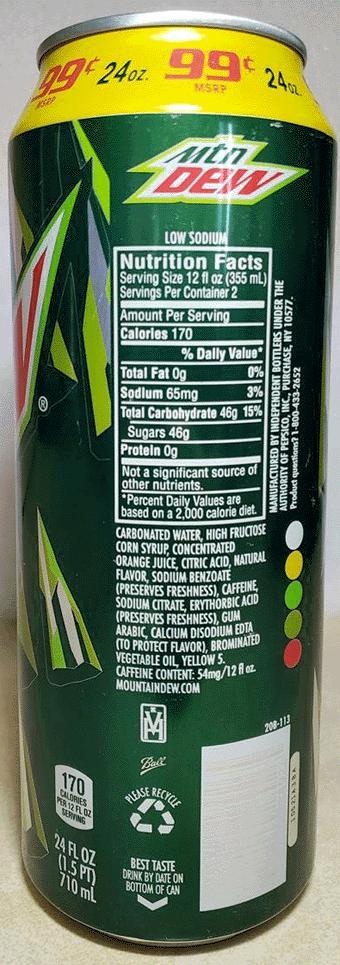 99¢ 24oz. 99¢ 24oz.
MSRP MSRP
Mtn
Dew
®
LOW SODIUM
Nutrition Facts
Serving Size 12 fl oz (355 mL)
Servings Per Container 2
Amount Per Serving
Calories 170
% Daily Value*
Total Fat 0g 0%
Sodium 65mg 3%
Total Carbohydrate 46g 15%
Sugars 46g
Protein 0g
Not a significant source of
other nutrients.
*Percent Daily Values are
based on a 2,000 calorie diet.
MANUFACTURED BY INDEPENDENT BOTTLERS UNDER THE
AUTHORITY OF PEPSICO, INC., PURCHASE, NY 10577.
Product questions? 1-800-433-2652
CARBONATED WATER, HIGH FRUCTOSE
CORN SYRUP, CONCENTRATED
ORANGE JUICE, CITRIC ACID, NATURAL
FLAVOR, SODIUM BENZOATE
(PRESERVES FRESHNESS), CAFFEINE,
SODIUM CITRATE, ERYTHORBIC ACID
(PRESERVES FRESHNESS), GUM
ARABIC, CALCIUM DISODIUM EDTA
(TO PROTECT FLAVOR), BROMINATED
VEGETABLE OIL, YELLOW 5.
CAFFEINE CONTENT: 54mg/12 fl oz.
MOUNTAINDEW.COM
208-113
Ball
170
CALORIES
PER 12 FL OZ
SERVING
PLEASE RECYCLE
24 FL OZ
(1.5 PT)
710 mL
BEST TASTE
DRINK BY DATE ON
BOTTOM OF CAN